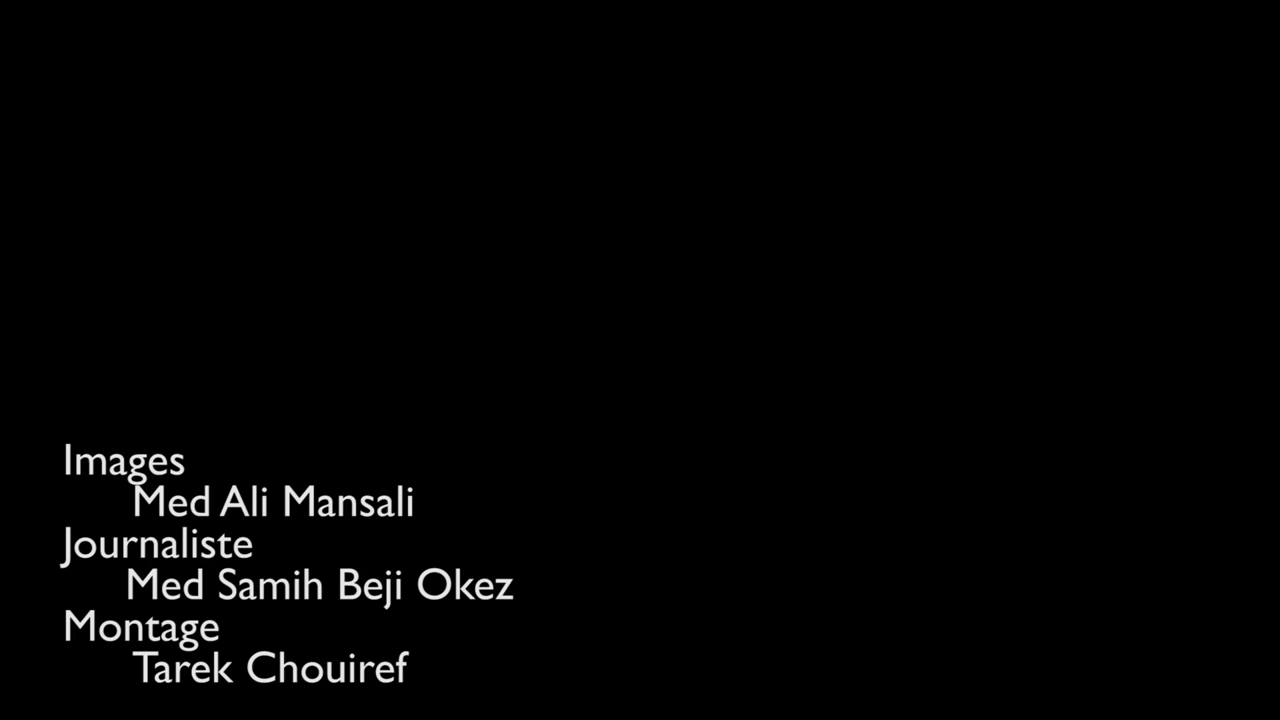 Images
Med Ali Mansali
Journaliste
Med Samih Beji Okez
Montage
Tarek Chouiref